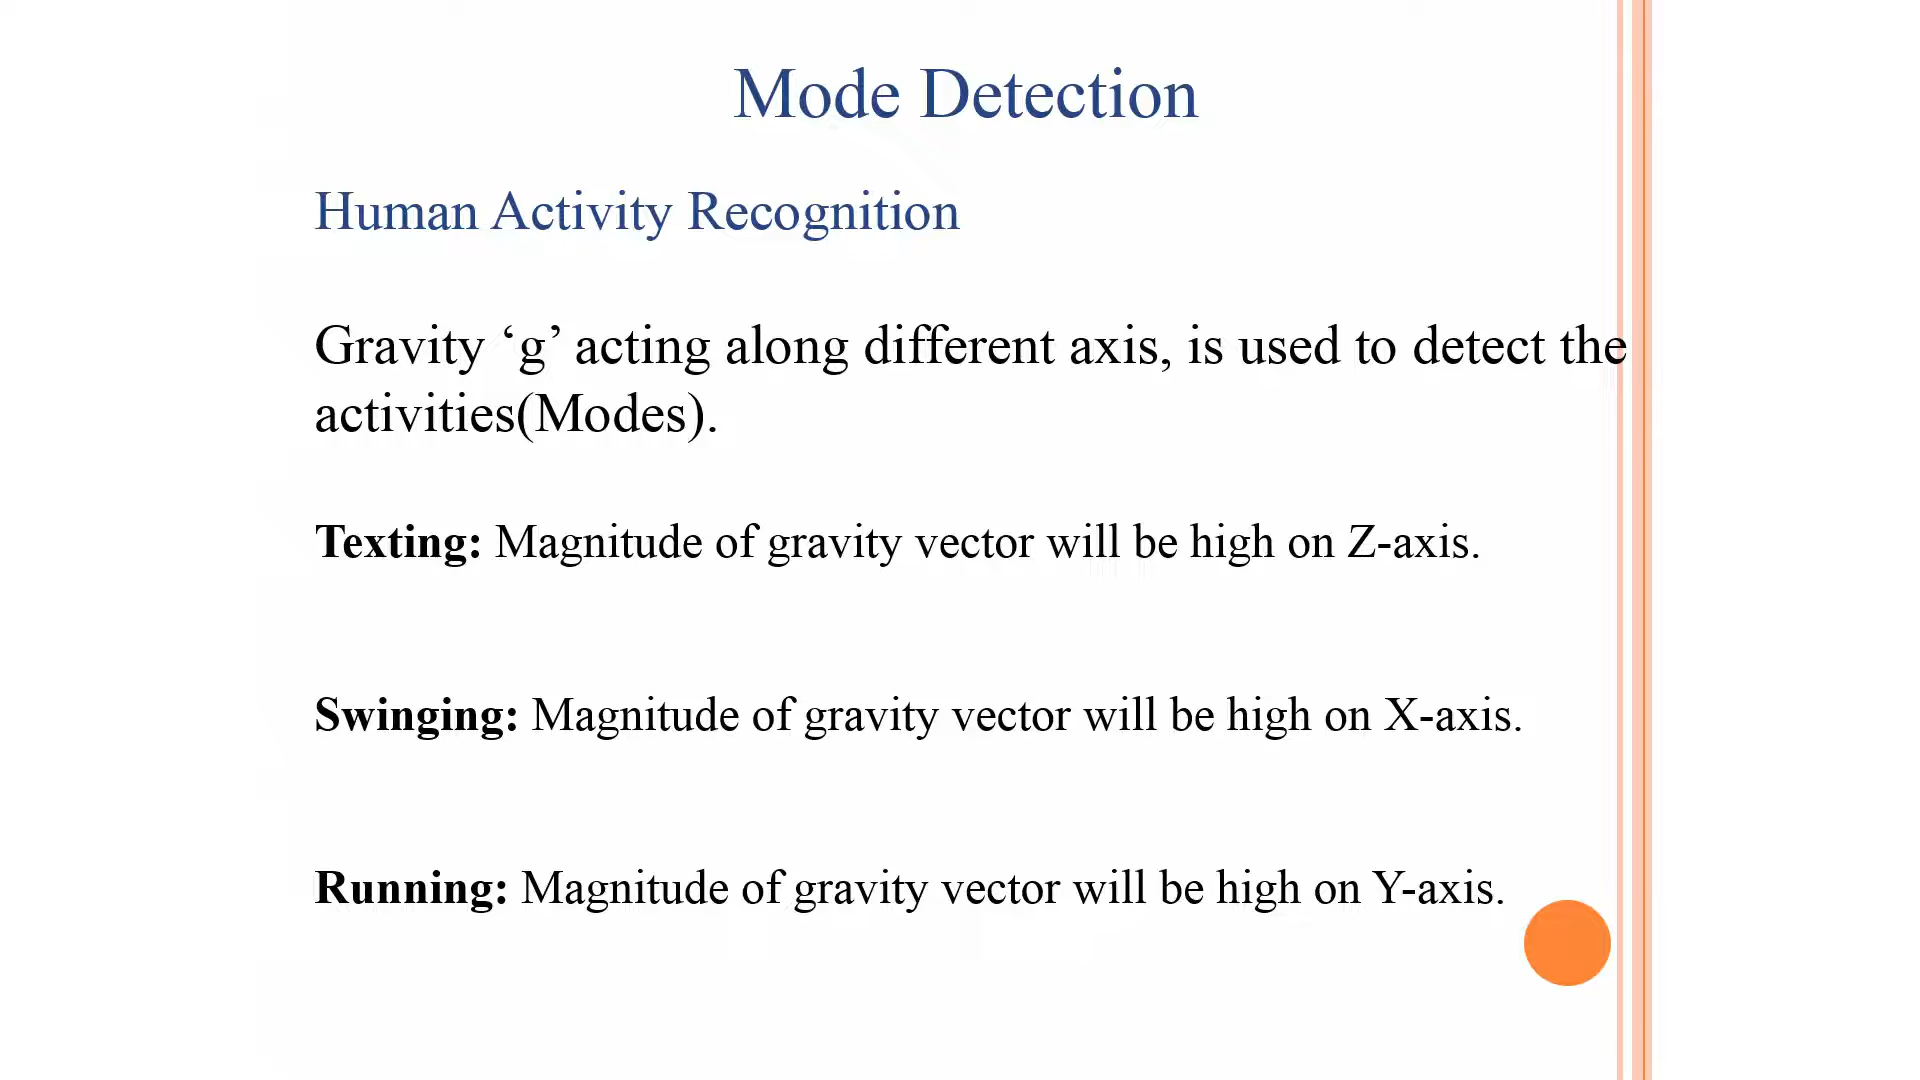 Mode Detection
Human Activity Recognition
Gravity ‘g’ acting along different axis, is used to detect the
activities(Modes).
Texting: Magnitude of gravity vector will be high on Z-axis.
Swinging: Magnitude of gravity vector will be high on X-axis.
Running: Magnitude of gravity vector will be high on Y-axis.